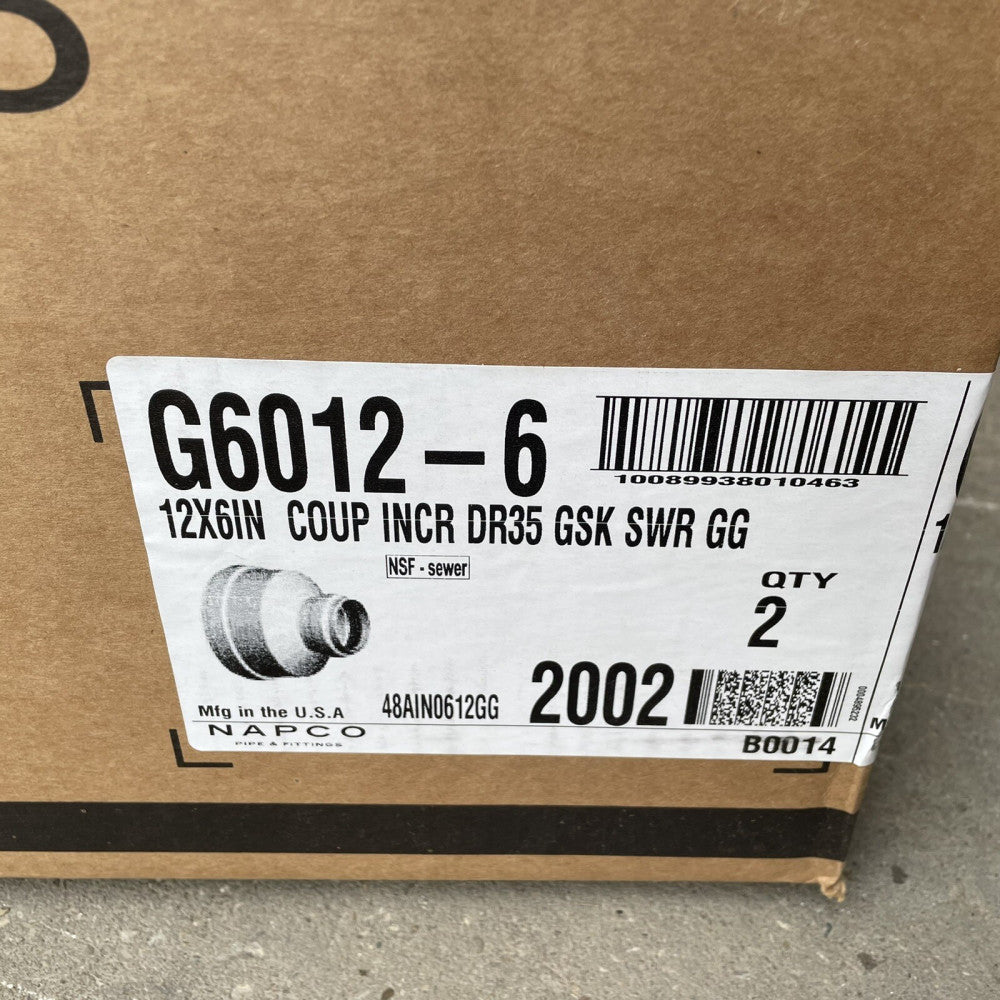 G6012-6
10089938010463
12X6IN COUP INCR DR35 GSK SWR GG
NSF - sewer
QTY
2
Mfg in the U.S.A
48AIN0612GG
2002
NAPCO
PIPE & FITTINGS
B0014